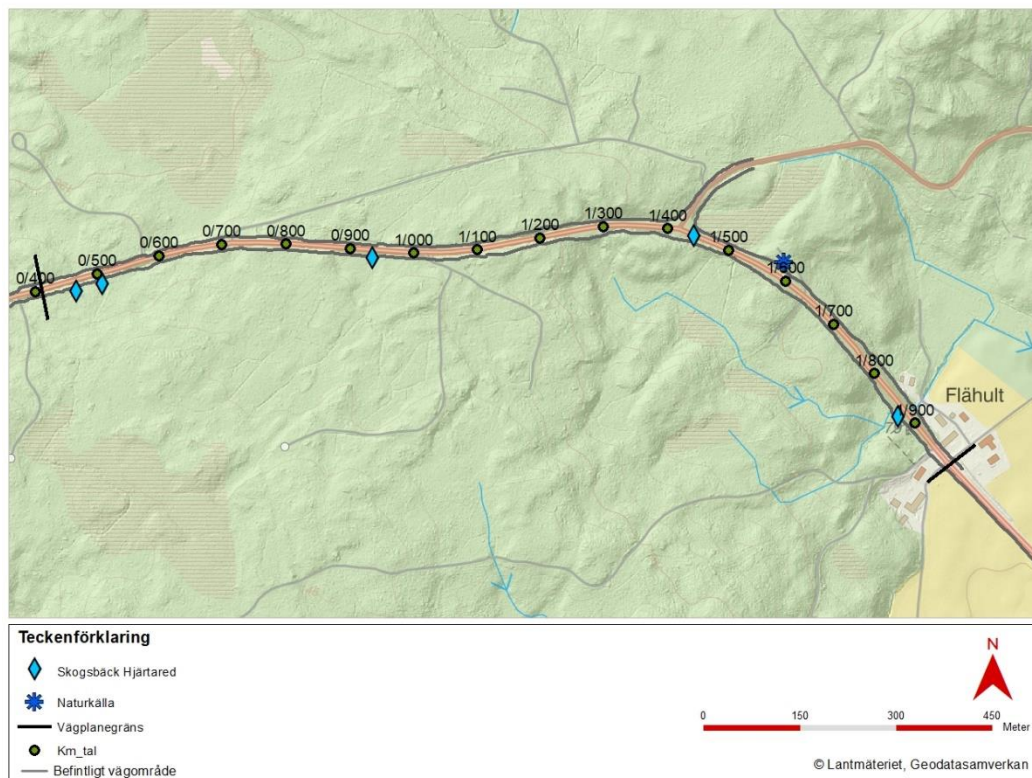 0/400
0/500
0/600
0/700
0/800
0/900
1/000
1/100
1/200
1/300
1/400
1/500
1/600
1/700
1/800
1/900
Flähult
Teckenförklaring
Skogsbäck Hjärtared
Naturkälla
Vägplanegräns
Km_tal
Befintligt vägområde
N
0 150 300 450
Meter
© Lantmäteriet, Geodatasamverkan